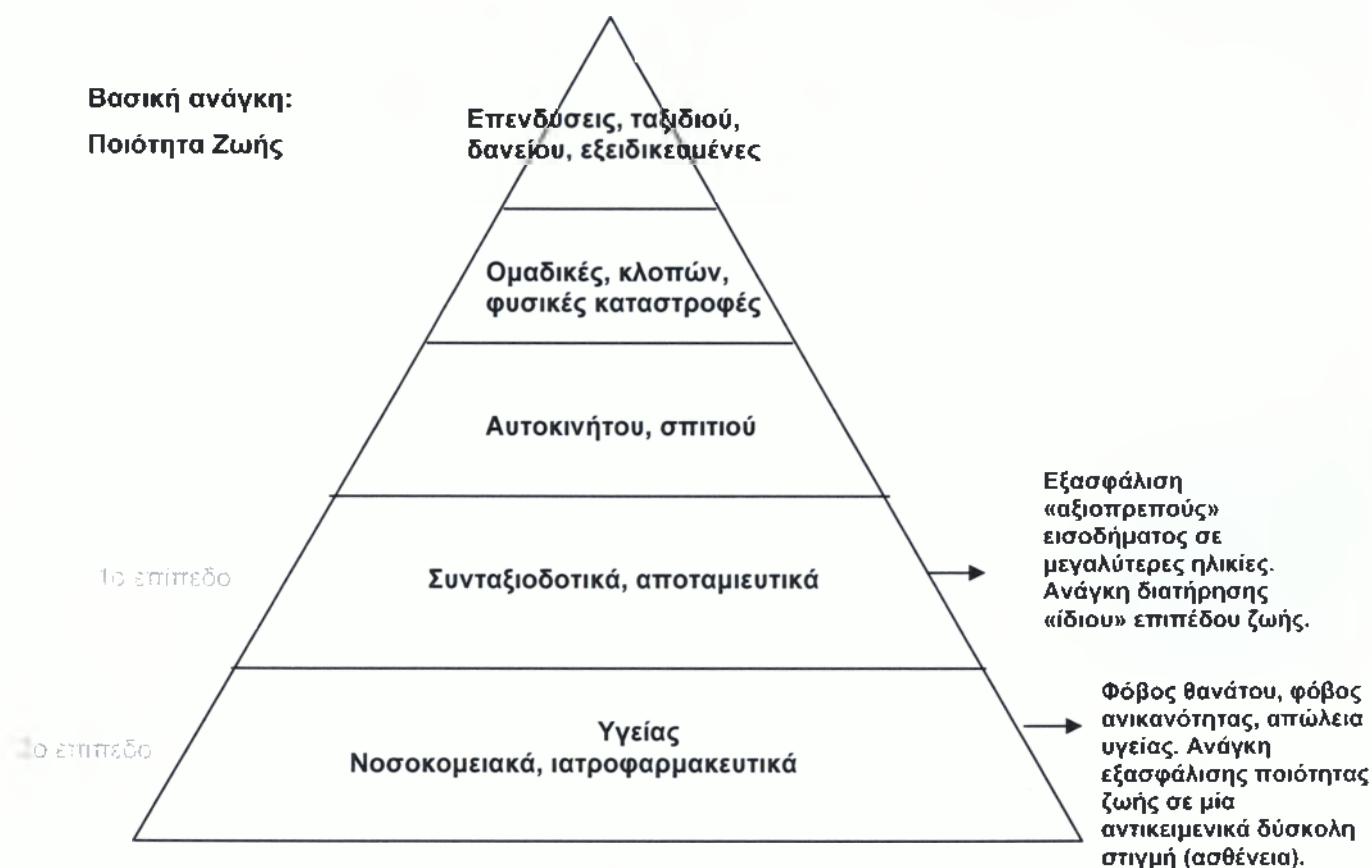 Βασική ανάγκη:
Ποιότητα Ζωής
Επενδύσεις, ταξιδιού,
δανείου, εξειδικευμένες
Ομαδικές, κλοπών,
φυσικές καταστροφές
Αυτοκινήτου, σπιτιού
Εξασφάλιση
«αξιοπρεπούς»
εισοδήματος σε
μεγαλύτερες ηλικίες.
Ανάγκη διατήρησης
«ίδιου» επιπέδου ζωής.
1ο επίπεδο
Συνταξιοδοτικά, αποταμιευτικά
Φόβος θανάτου, φόβος
ανικανότητας, απώλεια
υγείας. Ανάγκη
εξασφάλισης ποιότητας
ζωής σε μία
αντικειμενικά δύσκολη
στιγμή (ασθένεια).
2ο επίπεδο
Υγείας
Νοσοκομειακά, ιατροφαρμακευτικά